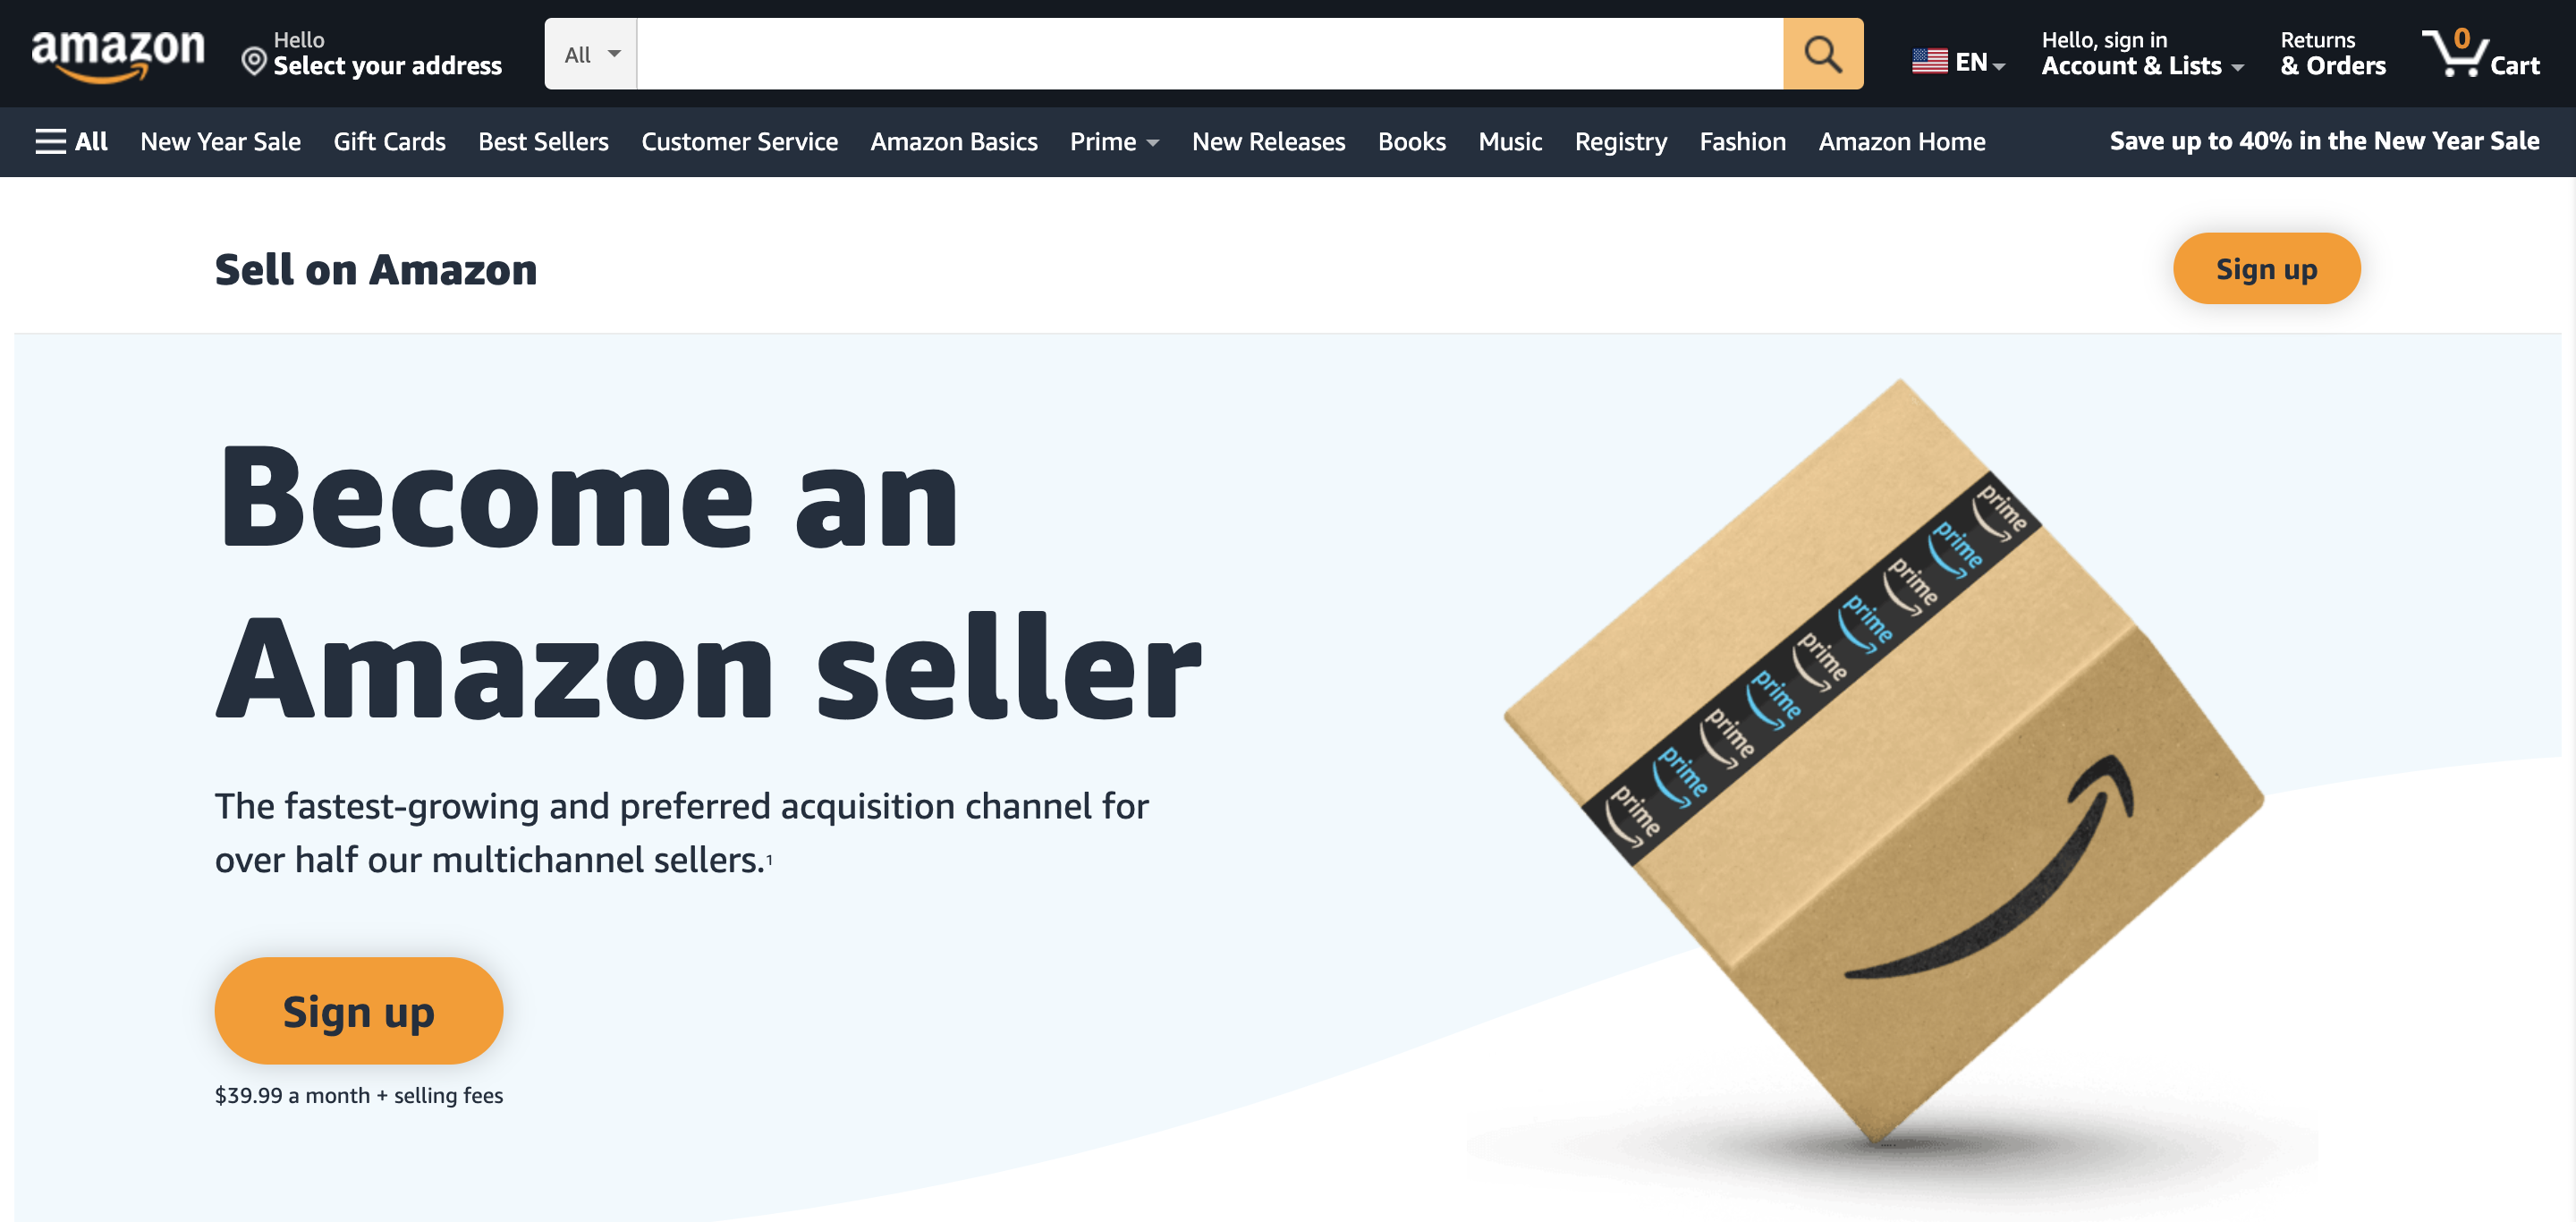 amazon
Hello
Select your address
All
EN
Hello, sign in
Account & Lists
Returns
& Orders
0
Cart
All New Year Sale Gift Cards Best Sellers Customer Service Amazon Basics Prime New Releases Books Music Registry Fashion Amazon Home Save up to 40% in the New Year Sale
Sell on Amazon
Sign up
Become an
Amazon seller
The fastest-growing and preferred acquisition channel for
over half our multichannel sellers.¹
Sign up
$39.99 a month + selling fees
prime
prime
prime
prime
prime
prime
prime
prime
prime